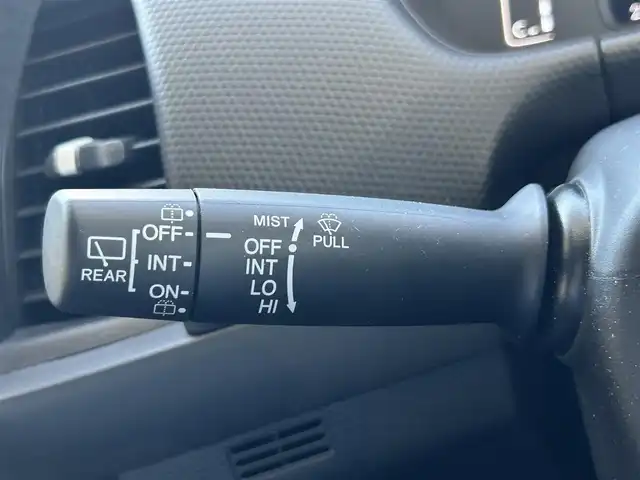 REAR
OFF
INT
ON
MIST
OFF
INT
LO
HI
PULL